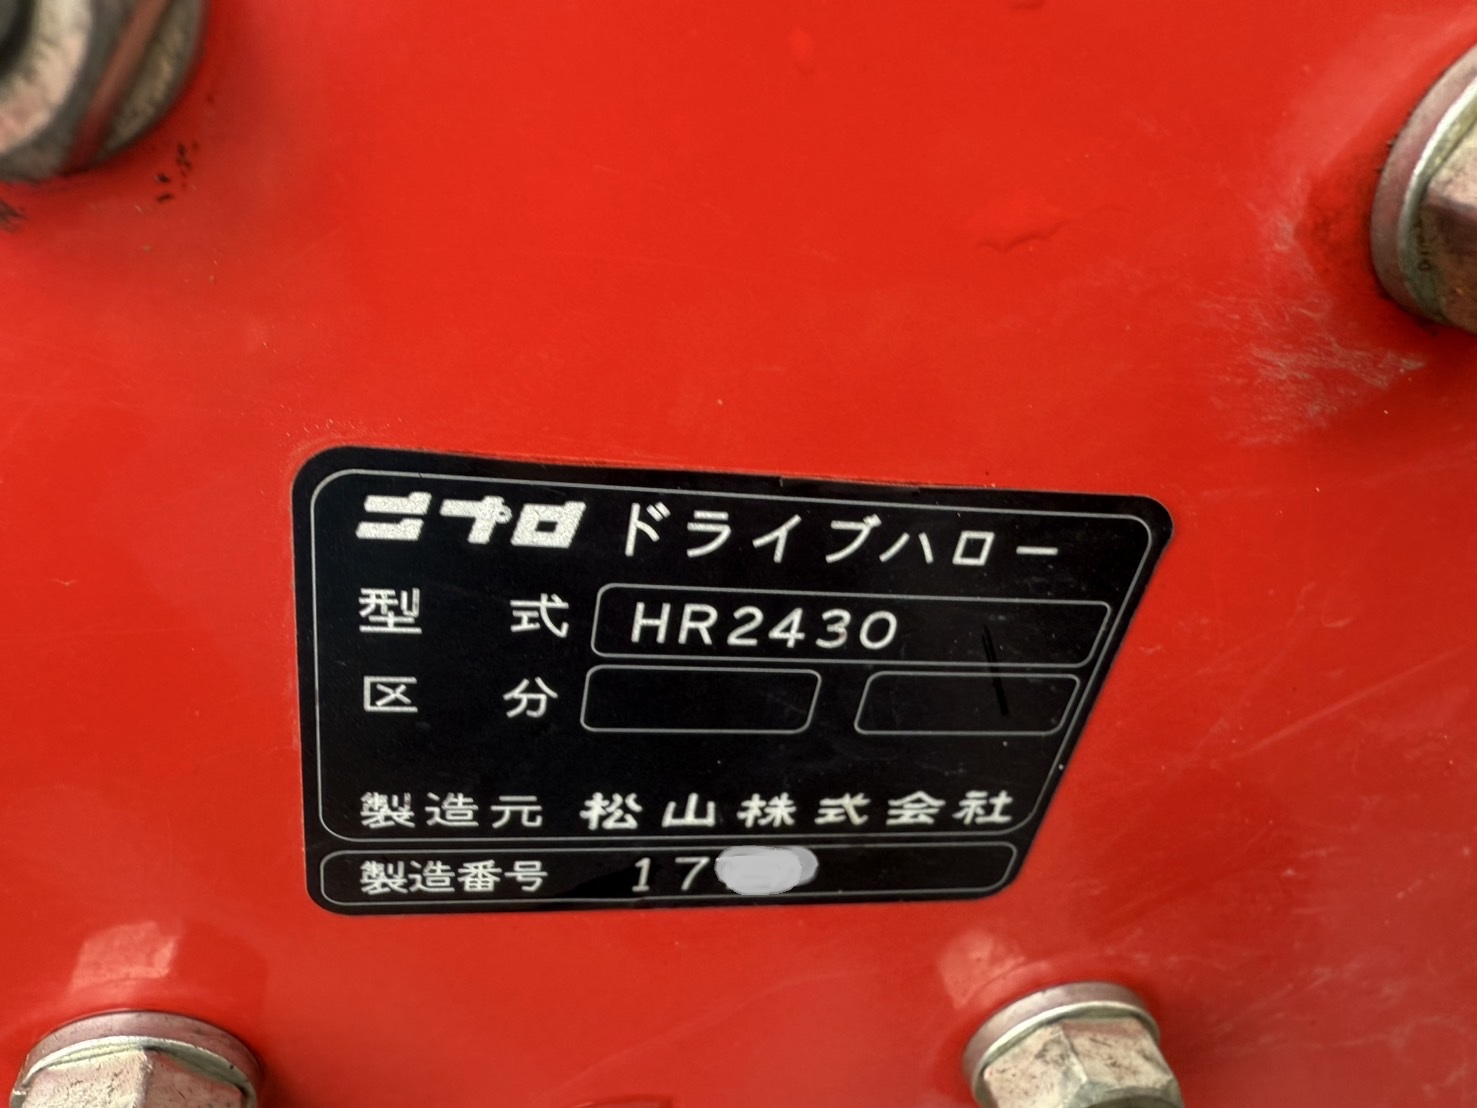 ニプロ ドライブハロー
型式 HR2430
区分
製造元 松山株式会社
製造番号 17